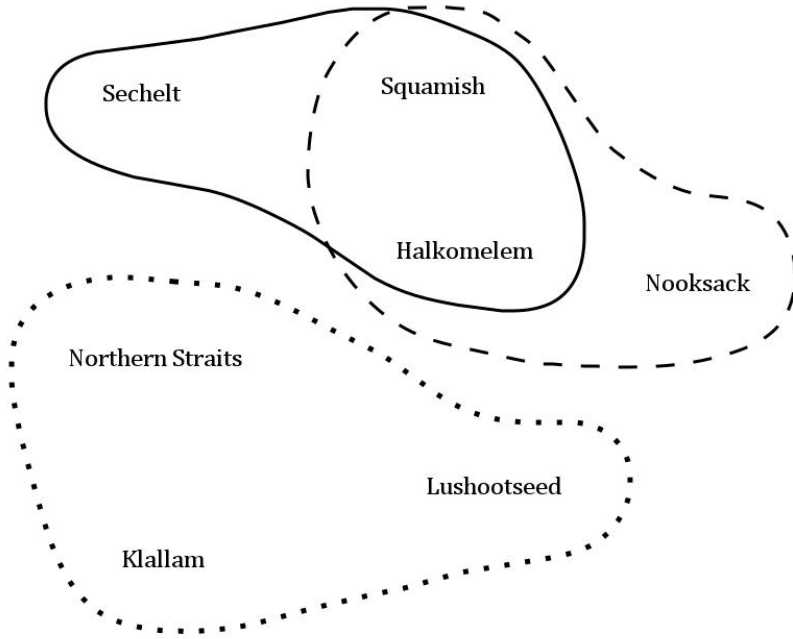 Sechelt
Squamish
Halkomelem
Nooksack
Northern Straits
Lushootseed
Klallam